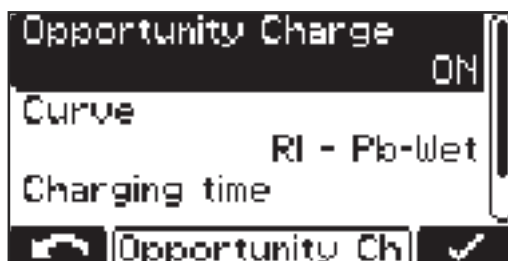 Opportunity Charge
ON
Curve
RI - Pb-Wet
Charging time
Opportunity Ch